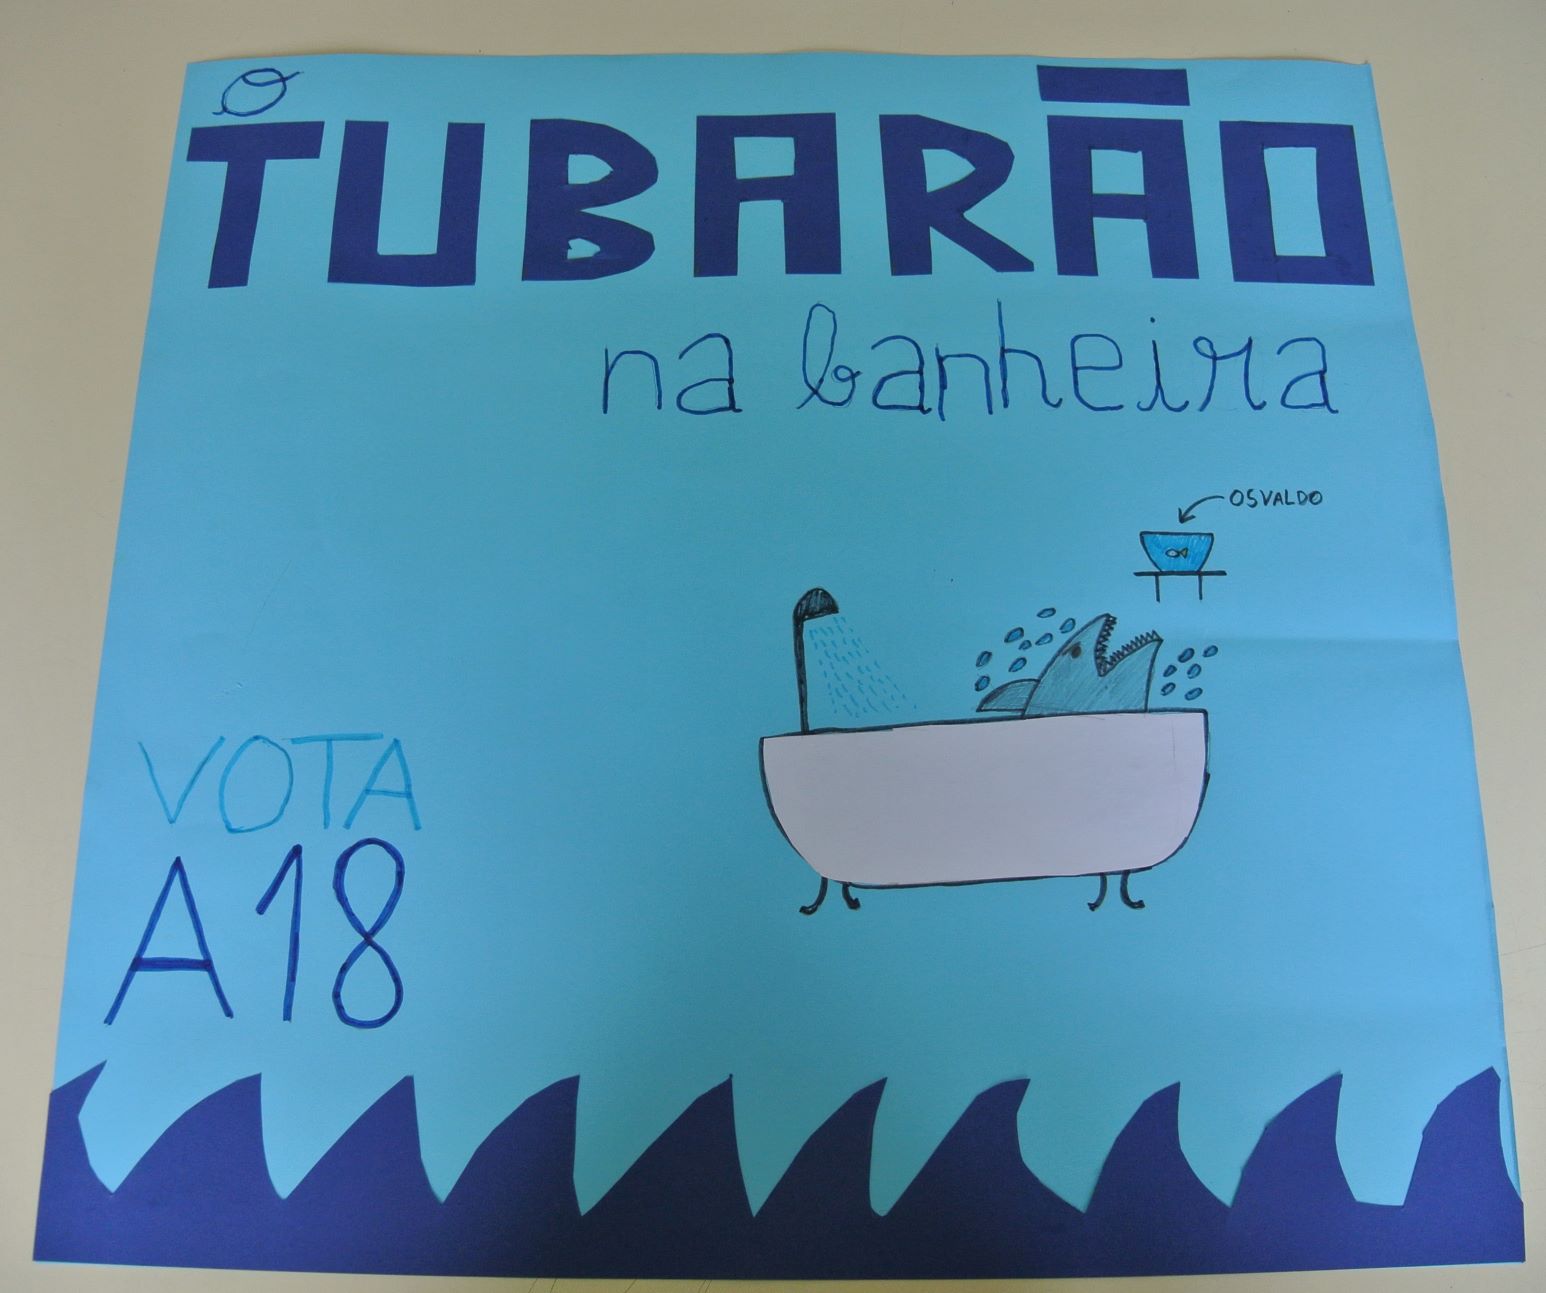 O
TUBARÃO
na banheira
OSVALDO
VOTA
A18